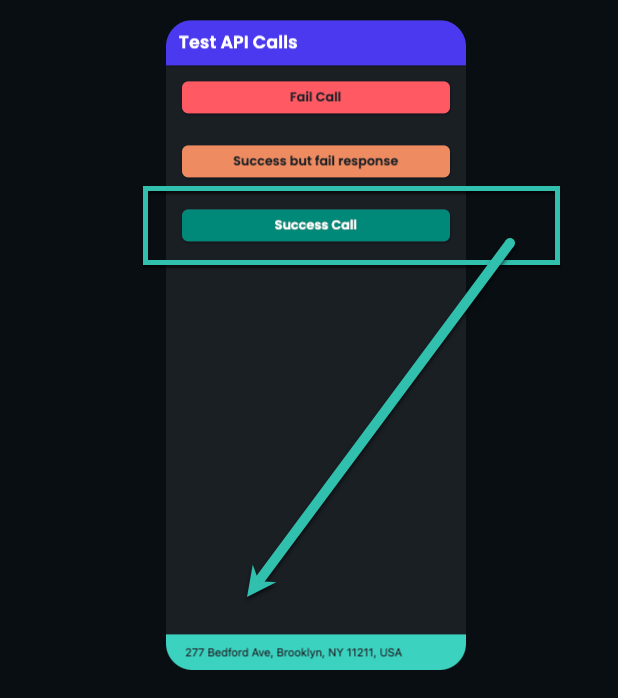 Test API Calls
Fail Call
Success but fail response
Success Call
277 Bedford Ave, Brooklyn, NY 11211, USA